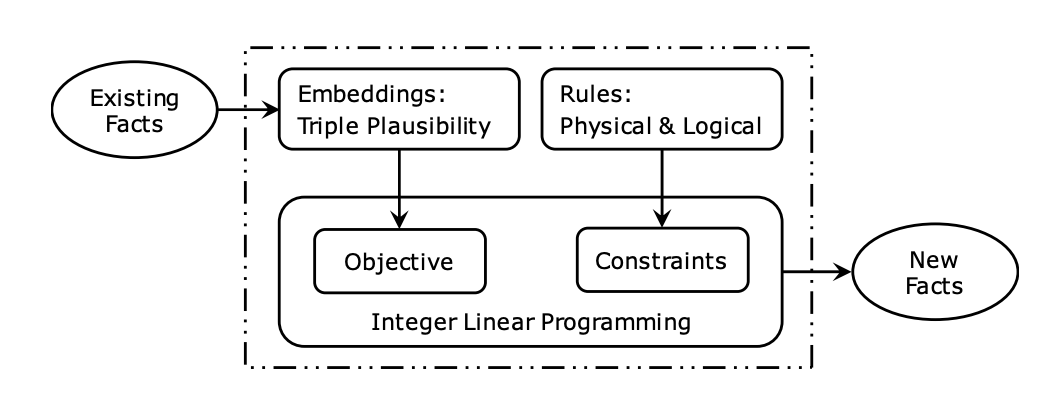 Existing
Facts
Embeddings:
Triple Plausibility
Rules:
Physical & Logical
Objective
Constraints
Integer Linear Programming
New
Facts